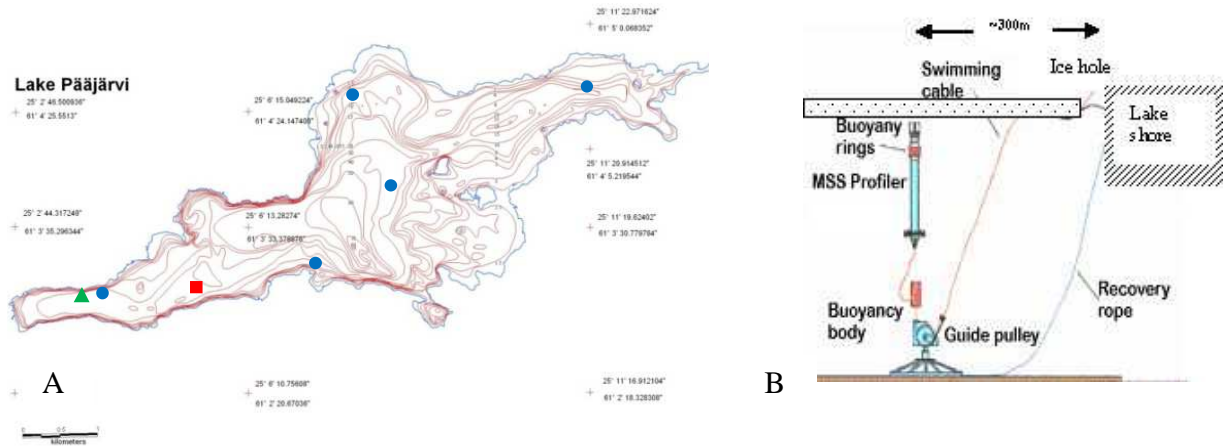 25° 11' 22.971624"
61° 5' 0.068352"
Lake Pääjärvi
25° 2' 46.500936"
61° 4' 25.5513"
25° 6' 15.049224"
61° 4' 24.147408"
25° 11' 20.914512"
61° 4' 5.219544"
25° 2' 44.317248"
61° 3' 35.296344"
25° 6' 13.28274"
61° 3' 33.378876"
25° 11' 19.62402"
61° 3' 30.779784"
25° 6' 10.75608"
61° 2' 20.67036"
25° 11' 16.912104"
61° 2' 18.328308"
A
0 0.5 1
kilometers
~300m
Swimming
cable
Ice hole
Buoyany
rings
Lake
shore
MSS Profiler
Buoyancy
body
Guide pulley
Recovery
rope
B